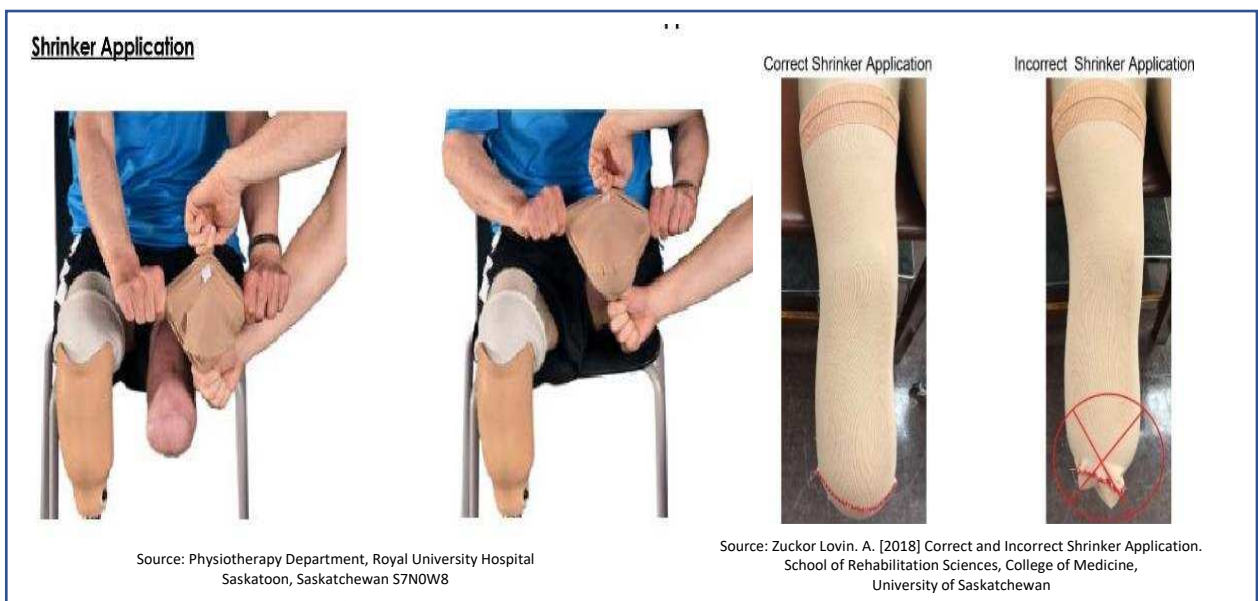 Shrinker Application
Correct Shrinker Application
Incorrect Shrinker Application
Source: Physiotherapy Department, Royal University Hospital
Saskatoon, Saskatchewan S7N0W8
Source: Zuckor Lovin. A. [2018] Correct and Incorrect Shrinker Application.
School of Rehabilitation Sciences, College of Medicine,
University of Saskatchewan